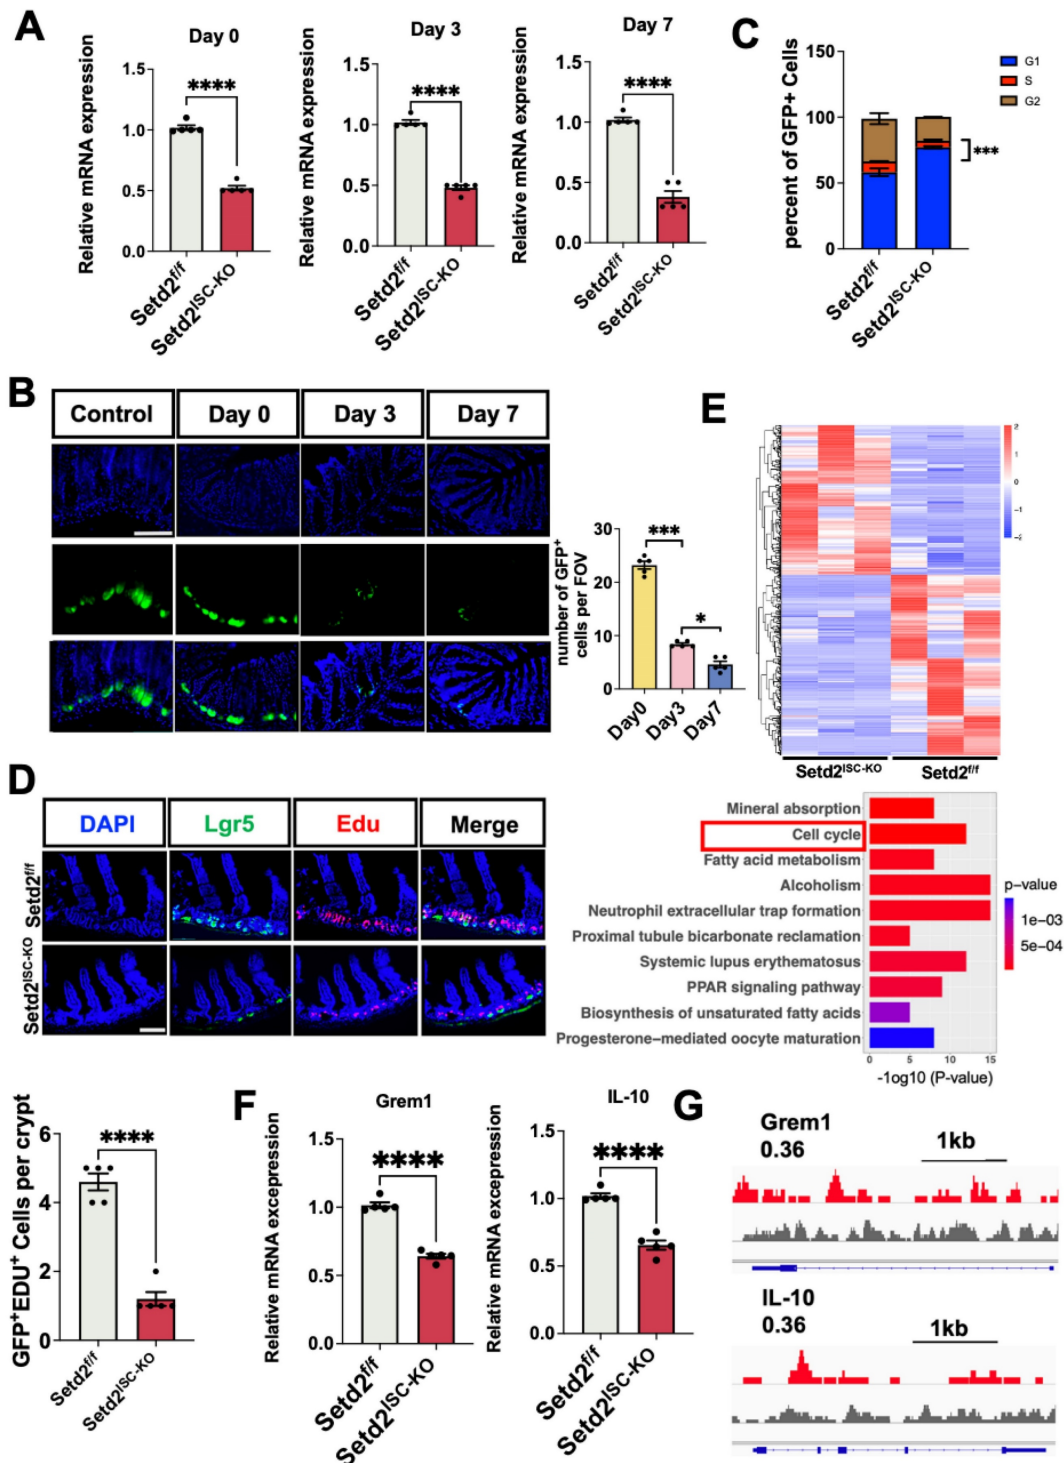 A
Day 0
Relative mRNA expression
1.5
1.0
0.5
0.0
****
Setd2f/f
Setd2ISC-KO
Day 3
Relative mRNA expression
1.5
1.0
0.5
0.0
****
Setd2f/f
Setd2ISC-KO
Day 7
Relative mRNA expression
1.5
1.0
0.5
0.0
****
Setd2f/f
Setd2ISC-KO
C
percent of GFP+ Cells
150
100
50
0
G1
S
G2
***
Setd2f/f
Setd2ISC-KO
B
Control
Day 0
Day 3
Day 7
number of GFP+
cells per FOV
30
20
10
0
***
*
Day0
Day3
Day7
E
2
1
0
-1
-2
Setd2ISC-KO
Setd2f/f
Mineral absorption
Cell cycle
Fatty acid metabolism
Alcoholism
Neutrophil extracellular trap formation
Proximal tubule bicarbonate reclamation
Systemic lupus erythematosus
PPAR signaling pathway
Biosynthesis of unsaturated fatty acids
Progesterone−mediated oocyte maturation
0
5
10
15
-1og10 (P-value)
p-value
1e−03
5e−04
D
DAPI
Lgr5
Edu
Merge
Setd2f/f
Setd2ISC-KO
GFP+EDU+ Cells per crypt
6
4
2
0
****
Setd2f/f
Setd2ISC-KO
F
Grem1
Relative mRNA excepression
1.5
1.0
0.5
0.0
****
Setd2f/f
Setd2ISC-KO
IL-10
Relative mRNA excepression
1.5
1.0
0.5
0.0
****
Setd2f/f
Setd2ISC-KO
G
Grem1
0.36
1kb
IL-10
0.36
1kb